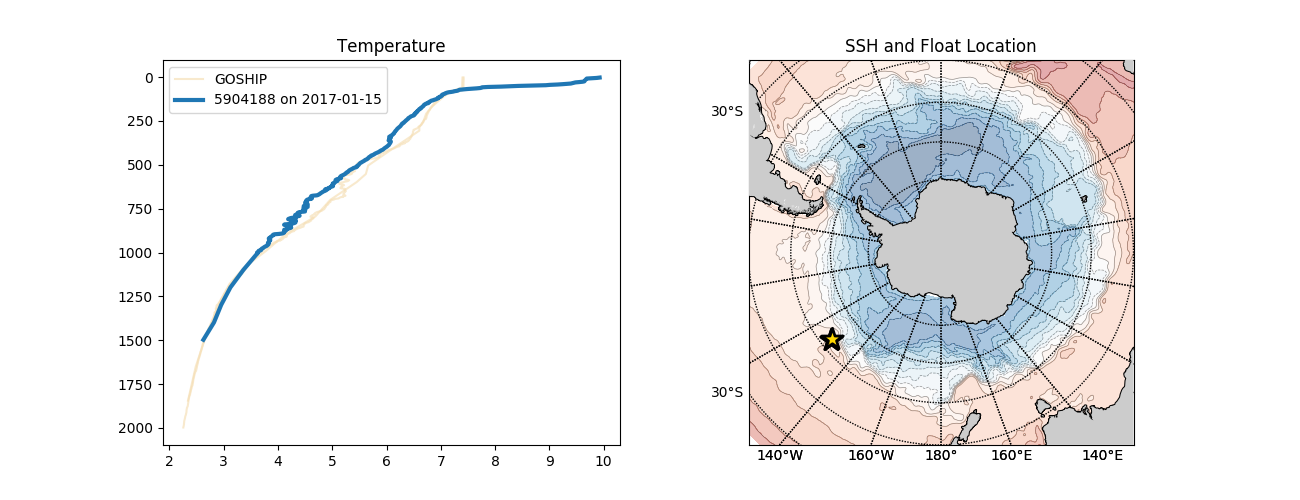 Temperature
GOSHIP
5904188 on 2017-01-15
0
250
500
750
1000
1250
1500
1750
2000
2 3 4 5 6 7 8 9 10
SSH and Float Location
30°S
30°S
140°W 160°W 180° 160°E 140°E